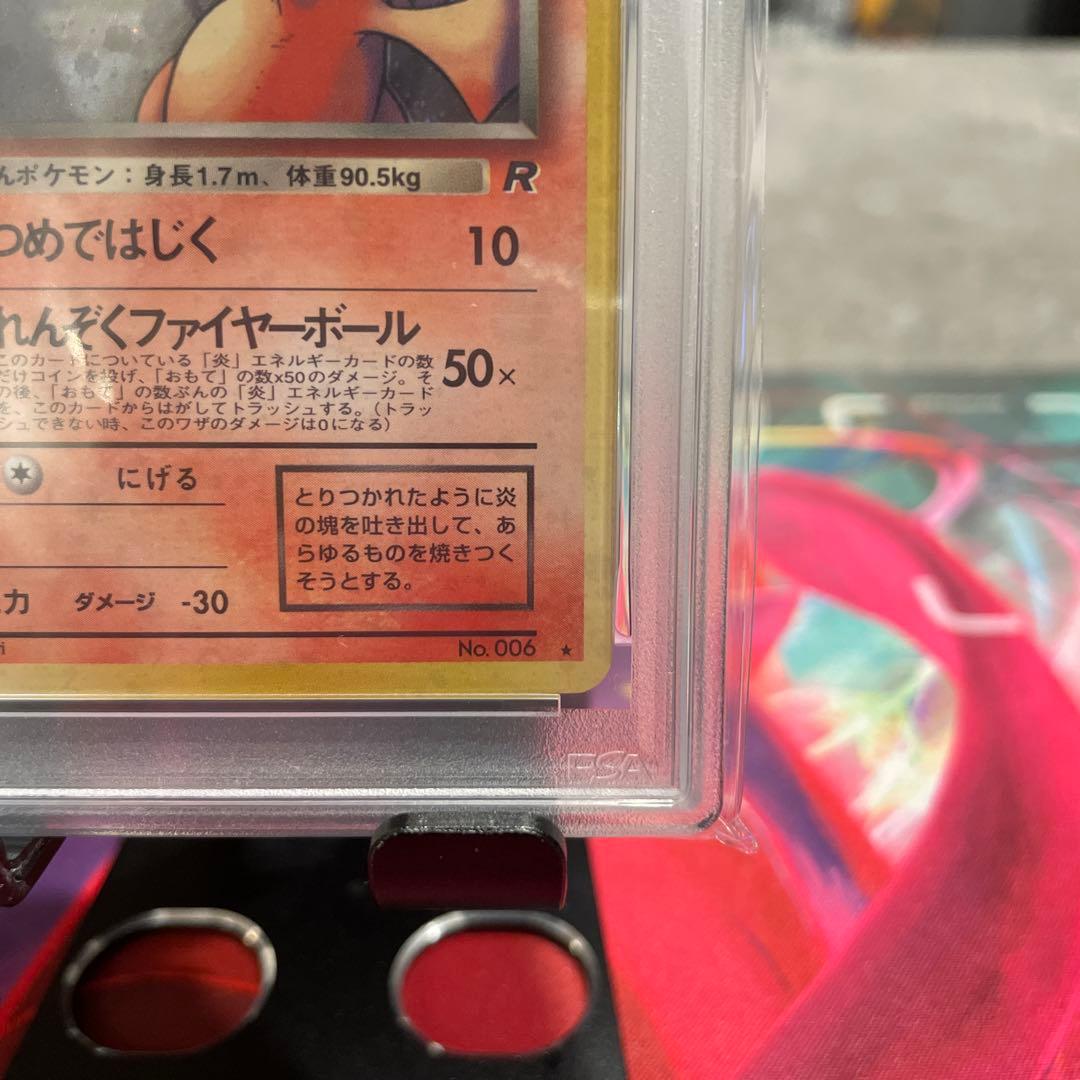 んポケモン：身長1.7m、体重90.5kg
R
つめではじく 10
れんぞくファイヤーボール
このカードについている「炎」エネルギーカードの数
だけコインを投げ、「おもて」の数x50のダメージ。そ
の後、「おもて」の数ぶんの「炎」エネルギーカード
を、このカードからはがしてトラッシュする。（トラッ
シュできない時、このワザのダメージは0になる）
50×
にげる
とりつかれたように炎
の塊を吐き出して、あ
らゆるものを焼きつく
そうとする。
力 ダメージ -30
ri
No. 006 ★
PSA